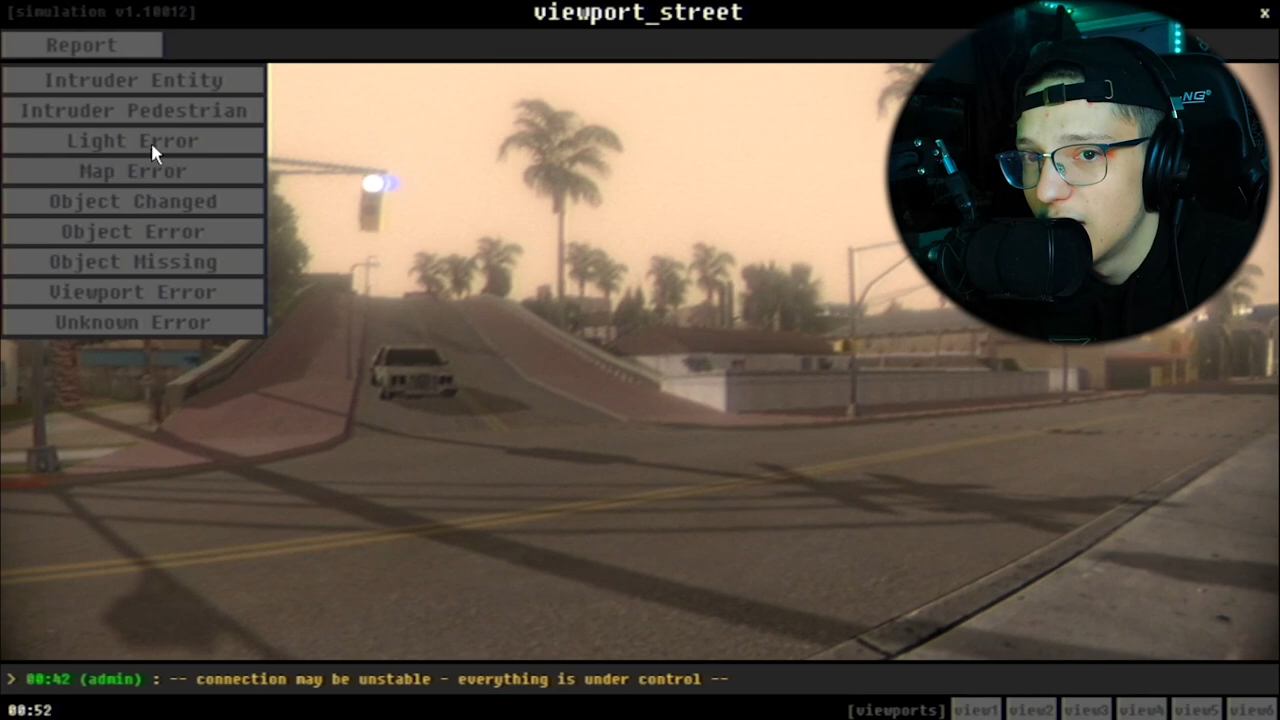 [simulation v1.10012]
viewport_street
x
Report
Intruder Entity
Intruder Pedestrian
Light Error
Map Error
Object Changed
Object Error
Object Missing
Viewport Error
Unknown Error
NG
> 00:42 (admin) : -- connection may be unstable - everything is under control --
00:52
[viewports] view1 view2 view3 view4 view5 view6